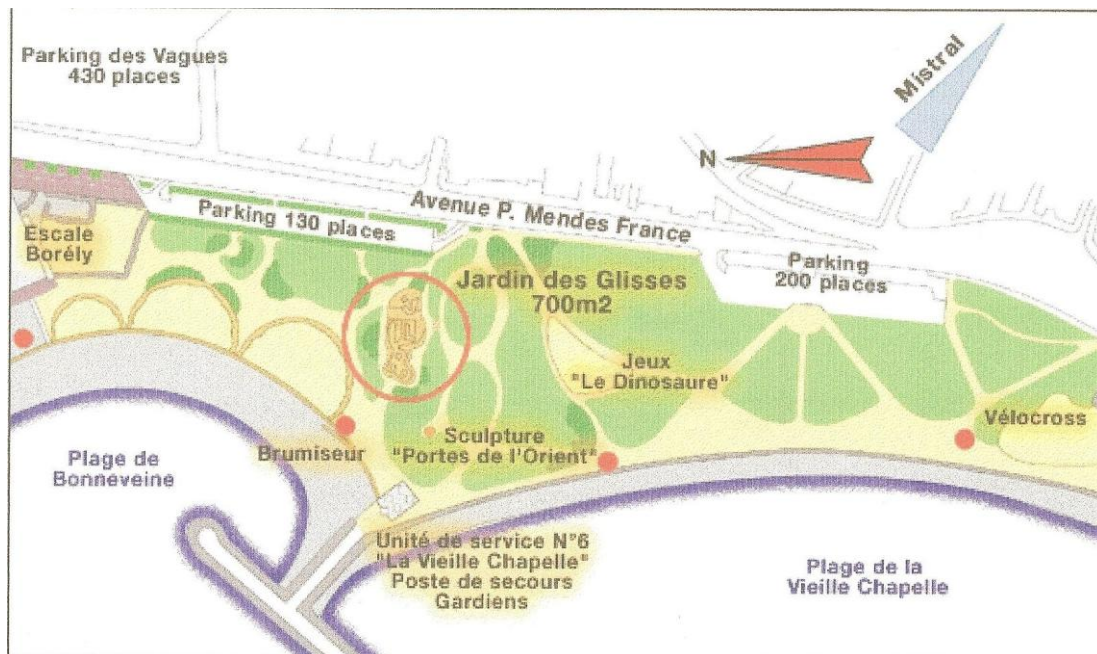 Parking des Vagues
430 places
Mistral
N
Avenue P. Mendes France
Parking 130 places
Escale
Borély
Jardin des Glisses
700m2
Parking
200 places
Jeux
"Le Dinosaure"
Vélocross
Brumiseur
Sculpture
"Portes de l'Orient"
Plage de
Bonneveine
Unité de service N°6
"La Vieille Chapelle"
Poste de secours
Gardiens
Plage de la
Vieille Chapelle